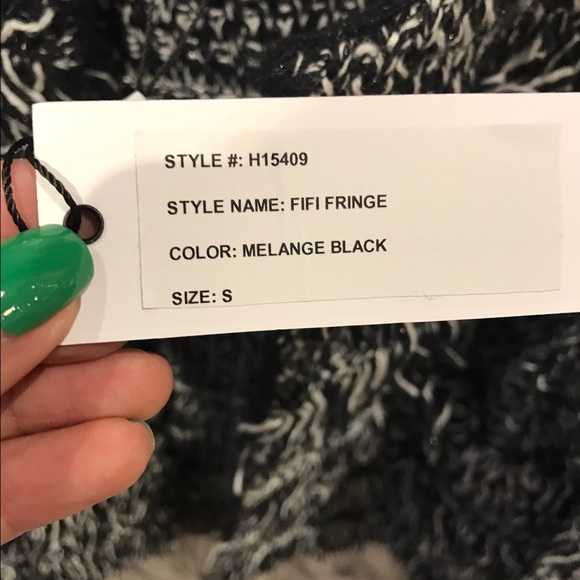 STYLE #: H15409
STYLE NAME: FIFI FRINGE
COLOR: MELANGE BLACK
SIZE: S